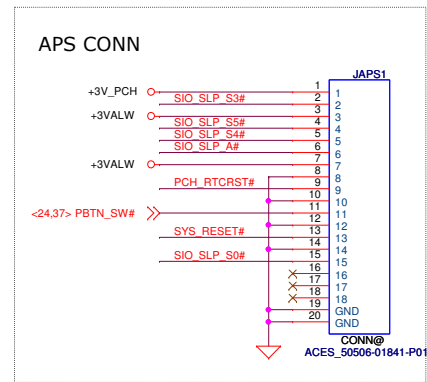 APS CONN
JAPS1
+3V_PCH 1 1
SIO_SLP_S3# 2 2
+3VALW 3 3
SIO_SLP_S5# 4 4
SIO_SLP_S4# 5 5
SIO_SLP_A# 6 6
+3VALW 7 7
8 8
PCH_RTCRST# 9 9
10 10
<24,37> PBTN_SW# 11 11
12 12
SYS_RESET# 13 13
14 14
SIO_SLP_S0# 15 15
16 16
17 17
18 18
19 GND
20 GND
CONN@
ACES_50506-01841-P01